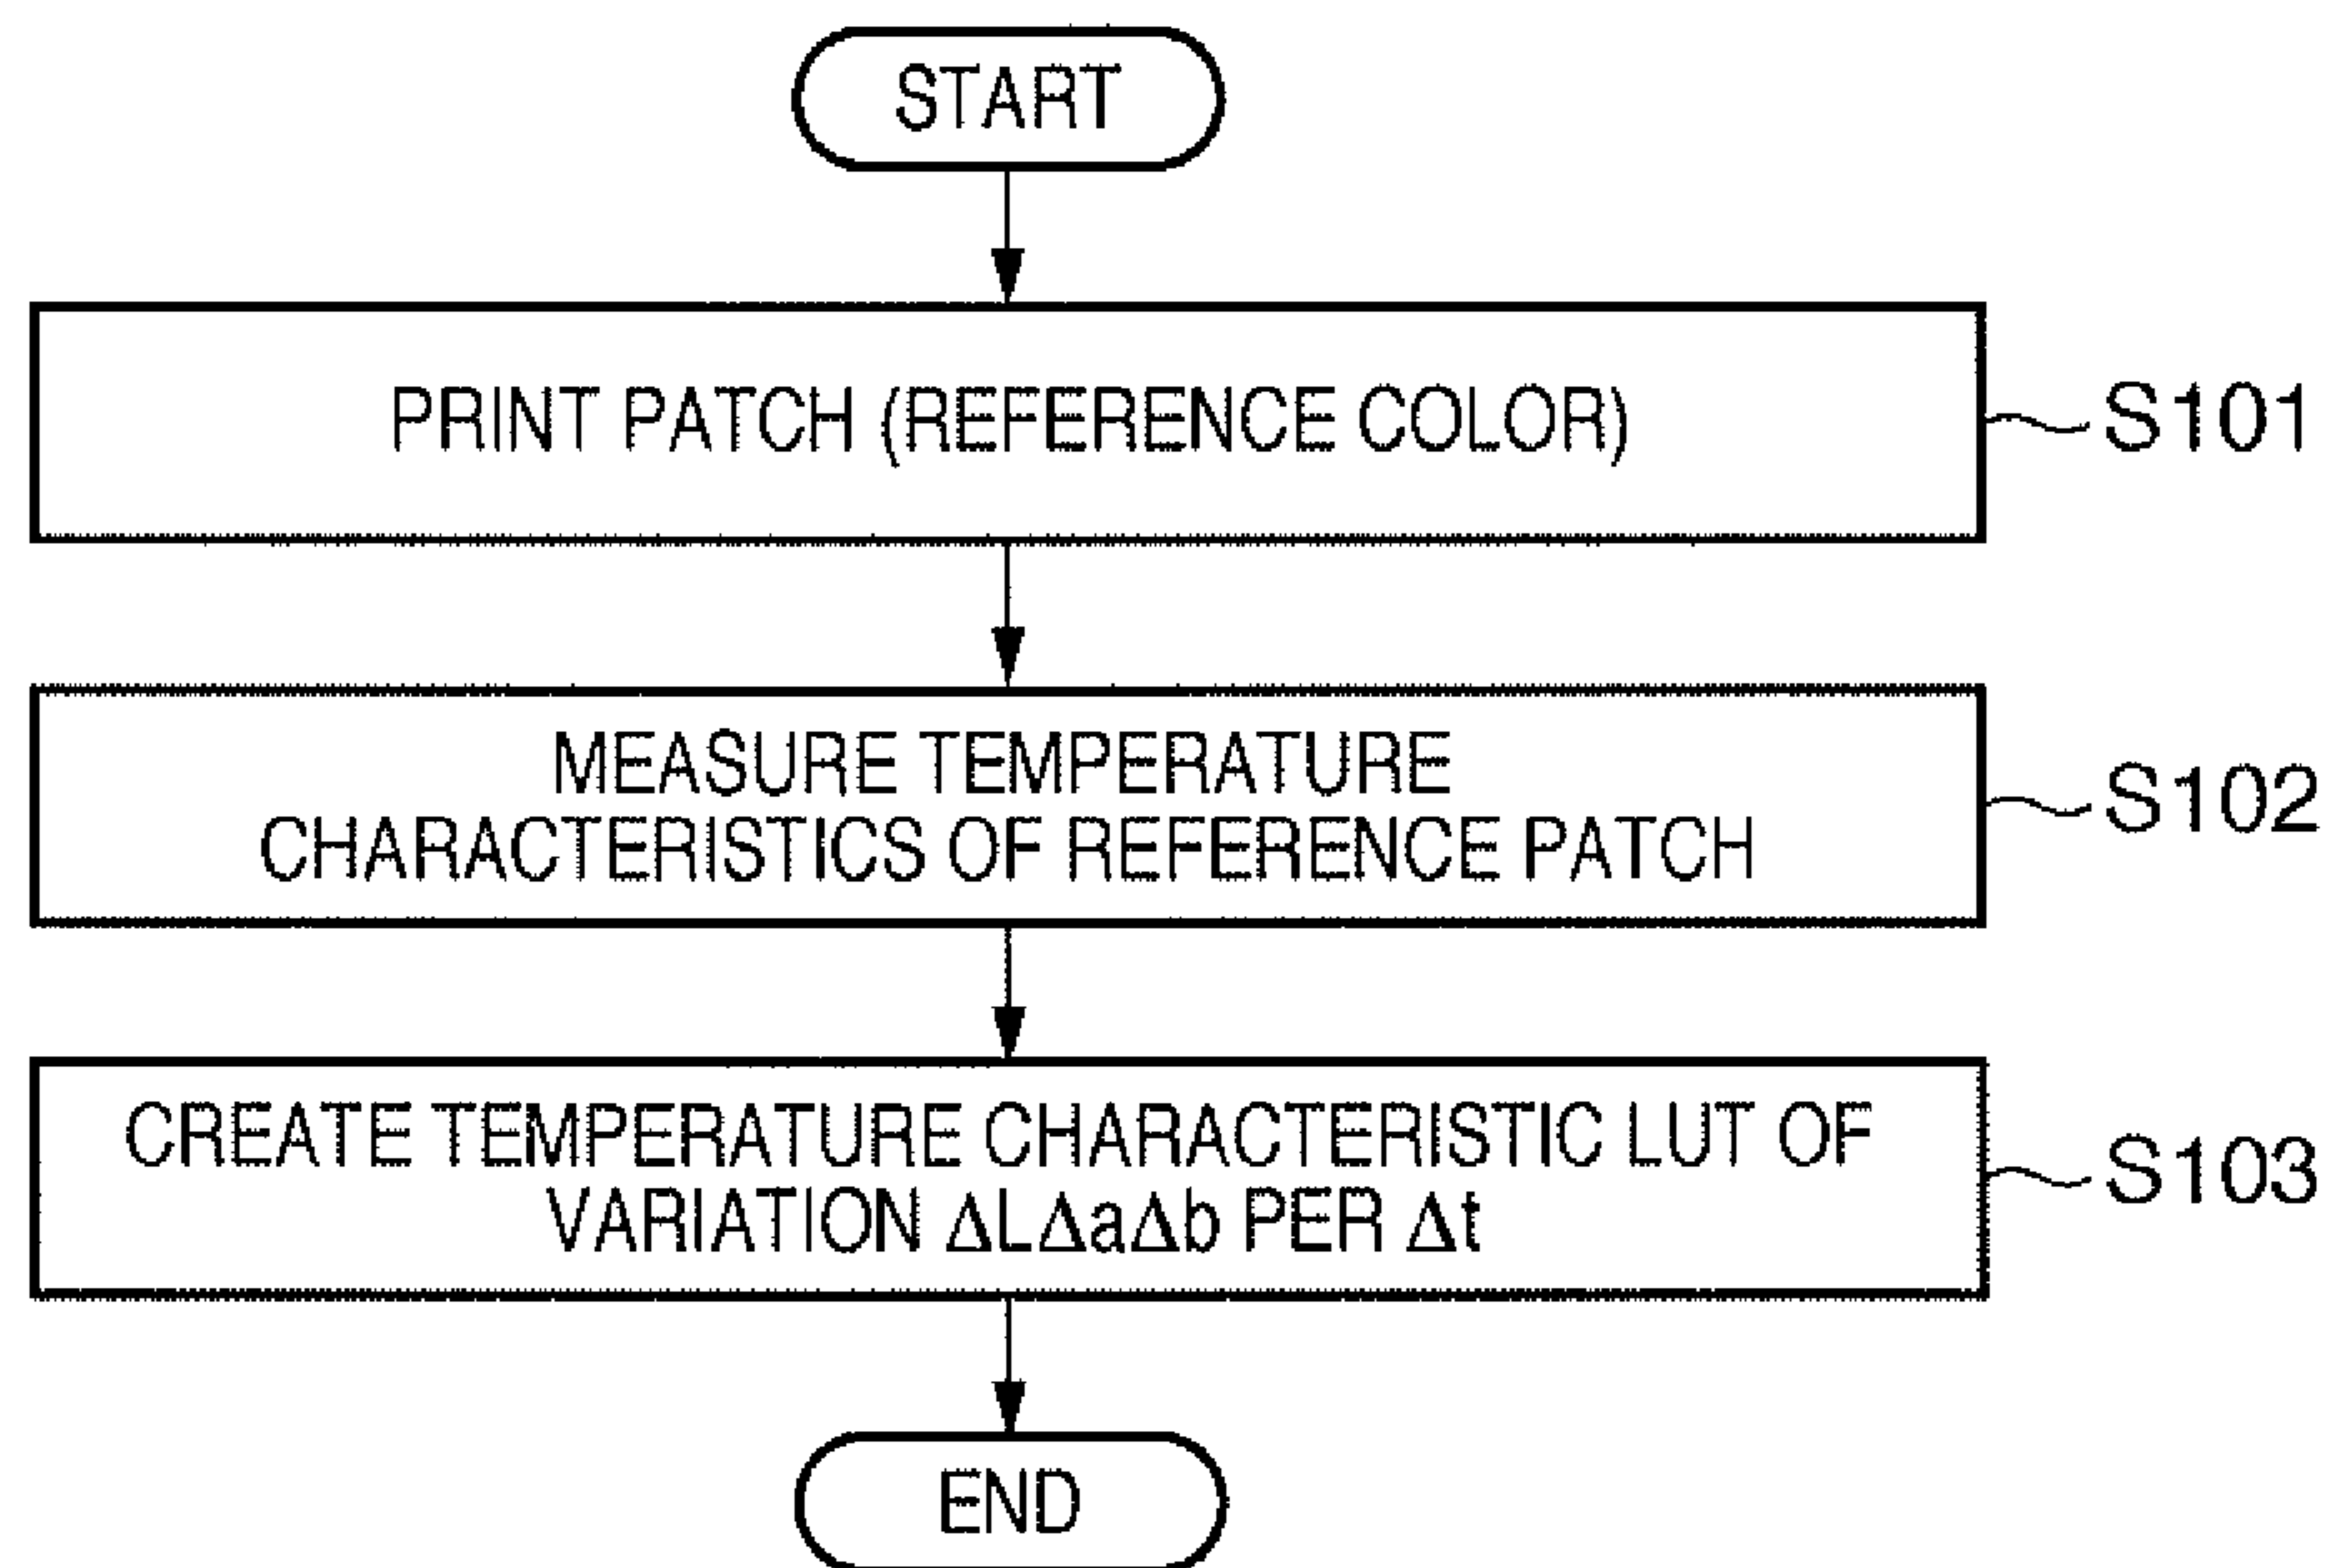 START
PRINT PATCH (REFERENCE COLOR)
S101
MEASURE TEMPERATURE
CHARACTERISTICS OF REFERENCE PATCH
S102
CREATE TEMPERATURE CHARACTERISTIC LUT OF
VARIATION ΔLΔaΔb PER Δt
S103
END